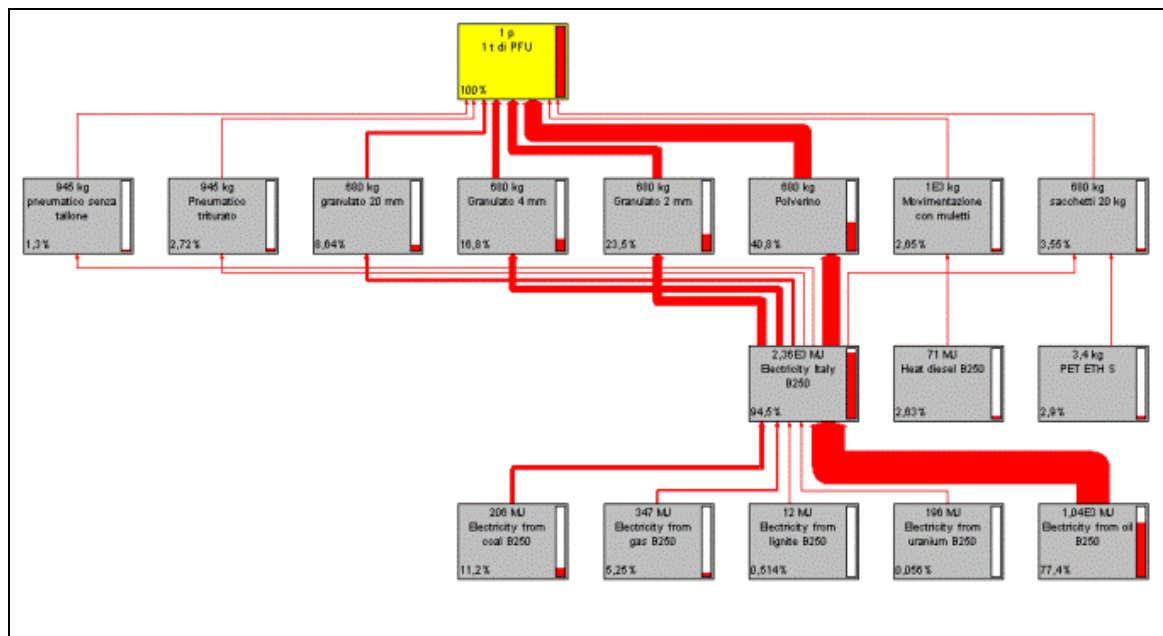 1 p
1 t di PFU
100%
945 kg
pneumatico senza
tallone
1,3%
945 kg
Pneumatico
triturato
2,72%
680 kg
granulato 20 mm
8,64%
680 kg
Granulato 4 mm
16,8%
680 kg
Granulato 2 mm
23,5%
680 kg
Polverino
40,8%
1E3 kg
Movimentazione
con muletti
2,65%
680 kg
sacchetti 20 kg
3,55%
2,36E3 MJ
Electricity Italy
B250
94,5%
71 MJ
Heat diesel B250
2,63%
3,4 kg
PET ETH S
2,9%
206 MJ
Electricity from
coal B250
11,2%
347 MJ
Electricity from
gas B250
5,25%
12 MJ
Electricity from
lignite B250
0,514%
196 MJ
Electricity from
uranium B250
0,056%
1,04E3 MJ
Electricity from oil
B250
77,4%